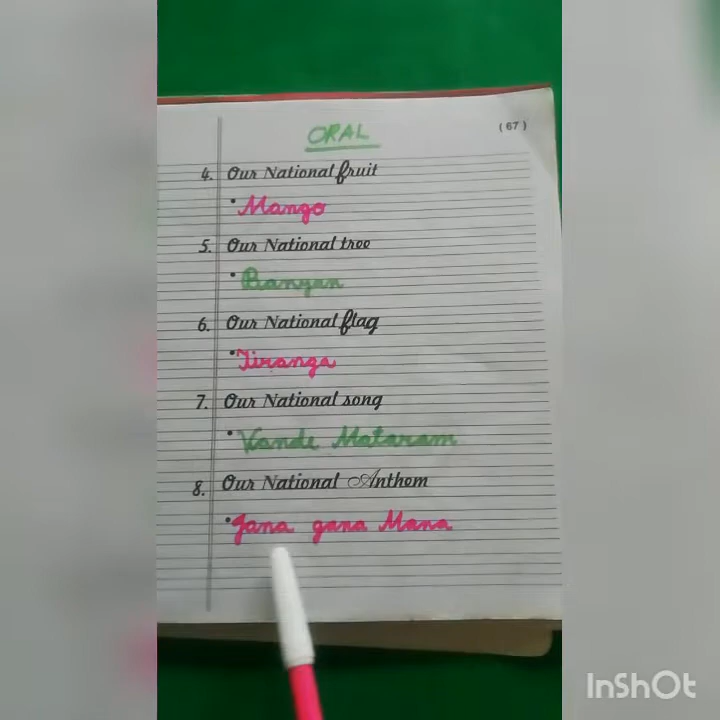 ORAL
( 67 )
4. Our National fruit
• Mango
5. Our National tree
• Banyan
6. Our National flag
• Tiranga
7. Our National song
• Vande Mataram
8. Our National Anthem
• Jana gana Mana
InShOt